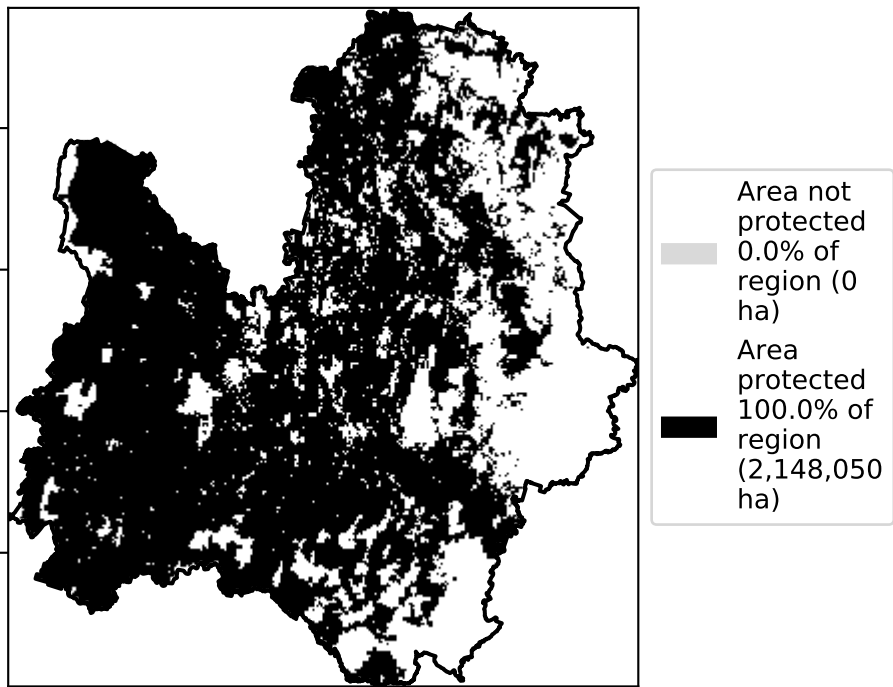 Area not
protected
0.0% of
region (0
ha)
Area
protected
100.0% of
region
(2,148,050
ha)